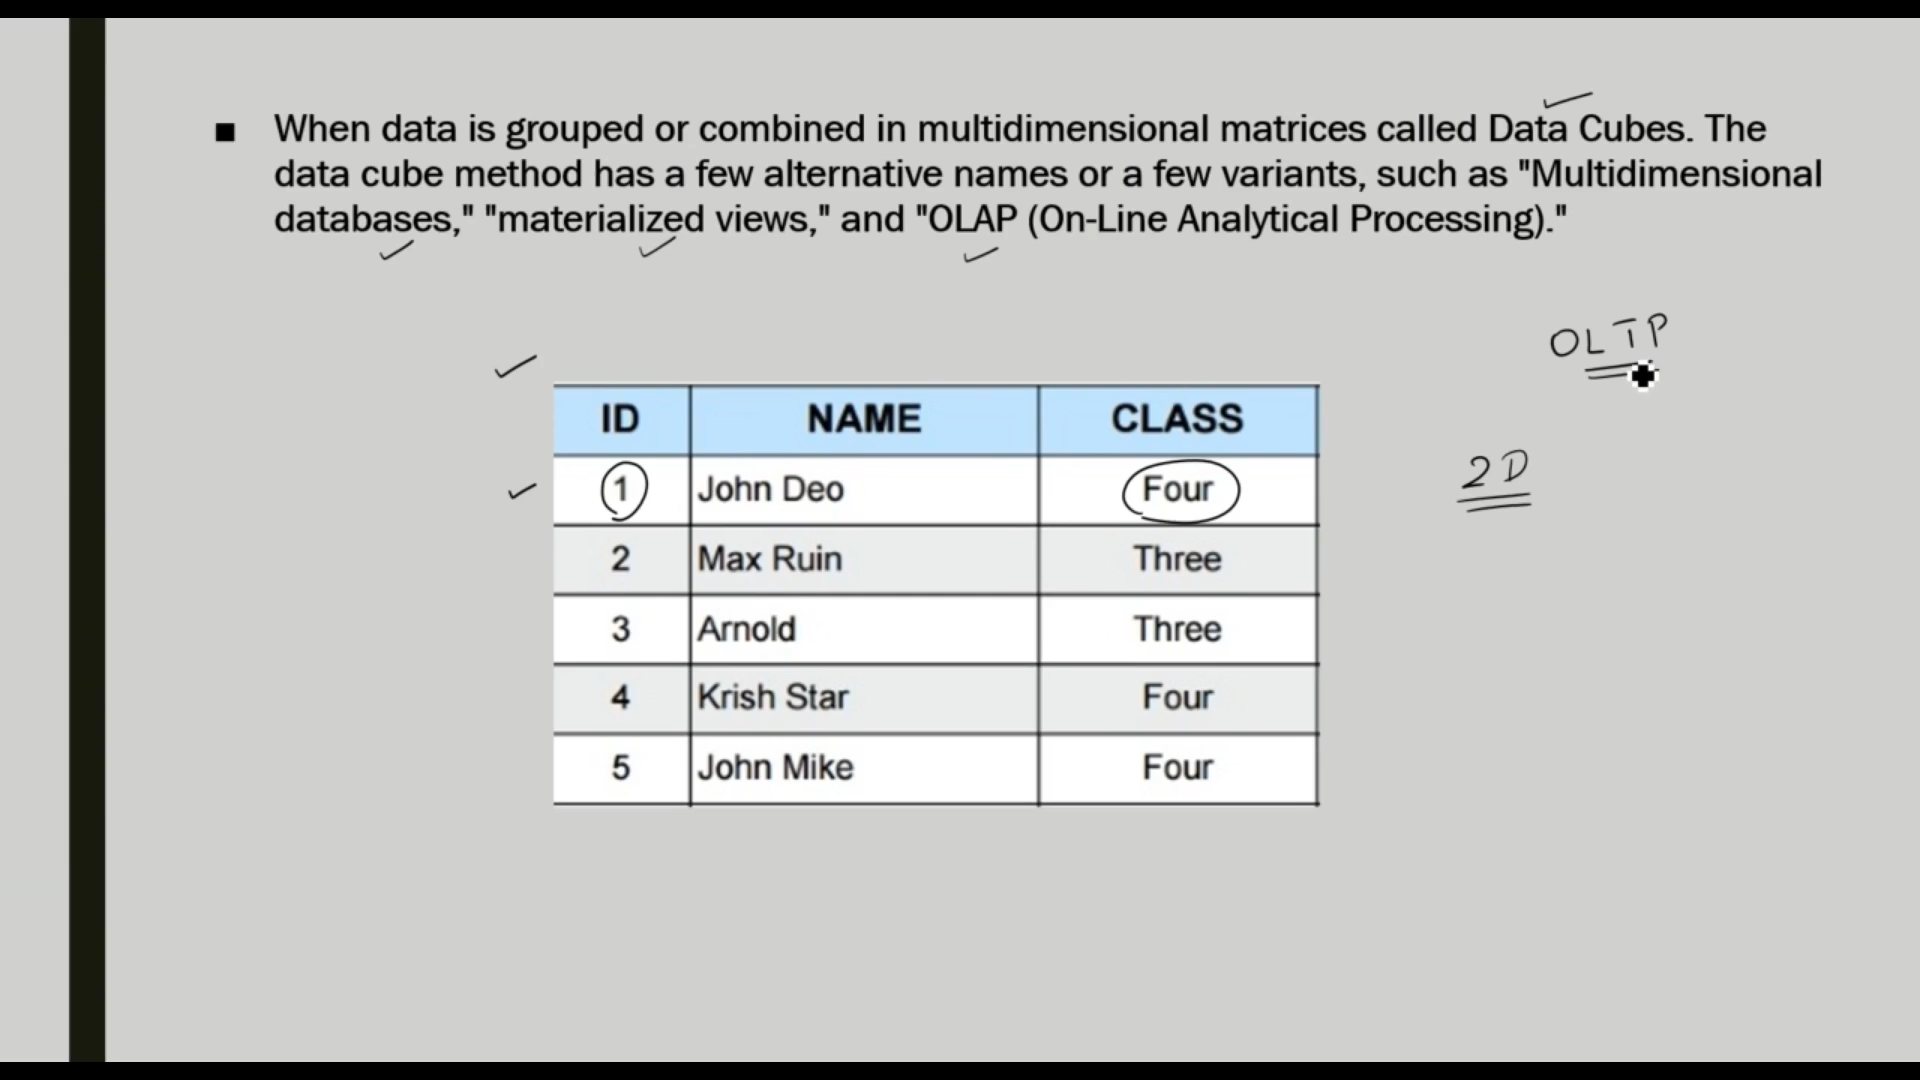 When data is grouped or combined in multidimensional matrices called Data Cubes. The
data cube method has a few alternative names or a few variants, such as "Multidimensional
databases," "materialized views," and "OLAP (On-Line Analytical Processing)."
OLTP
ID NAME CLASS
1 John Deo Four
2D
2 Max Ruin Three
3 Arnold Three
4 Krish Star Four
5 John Mike Four